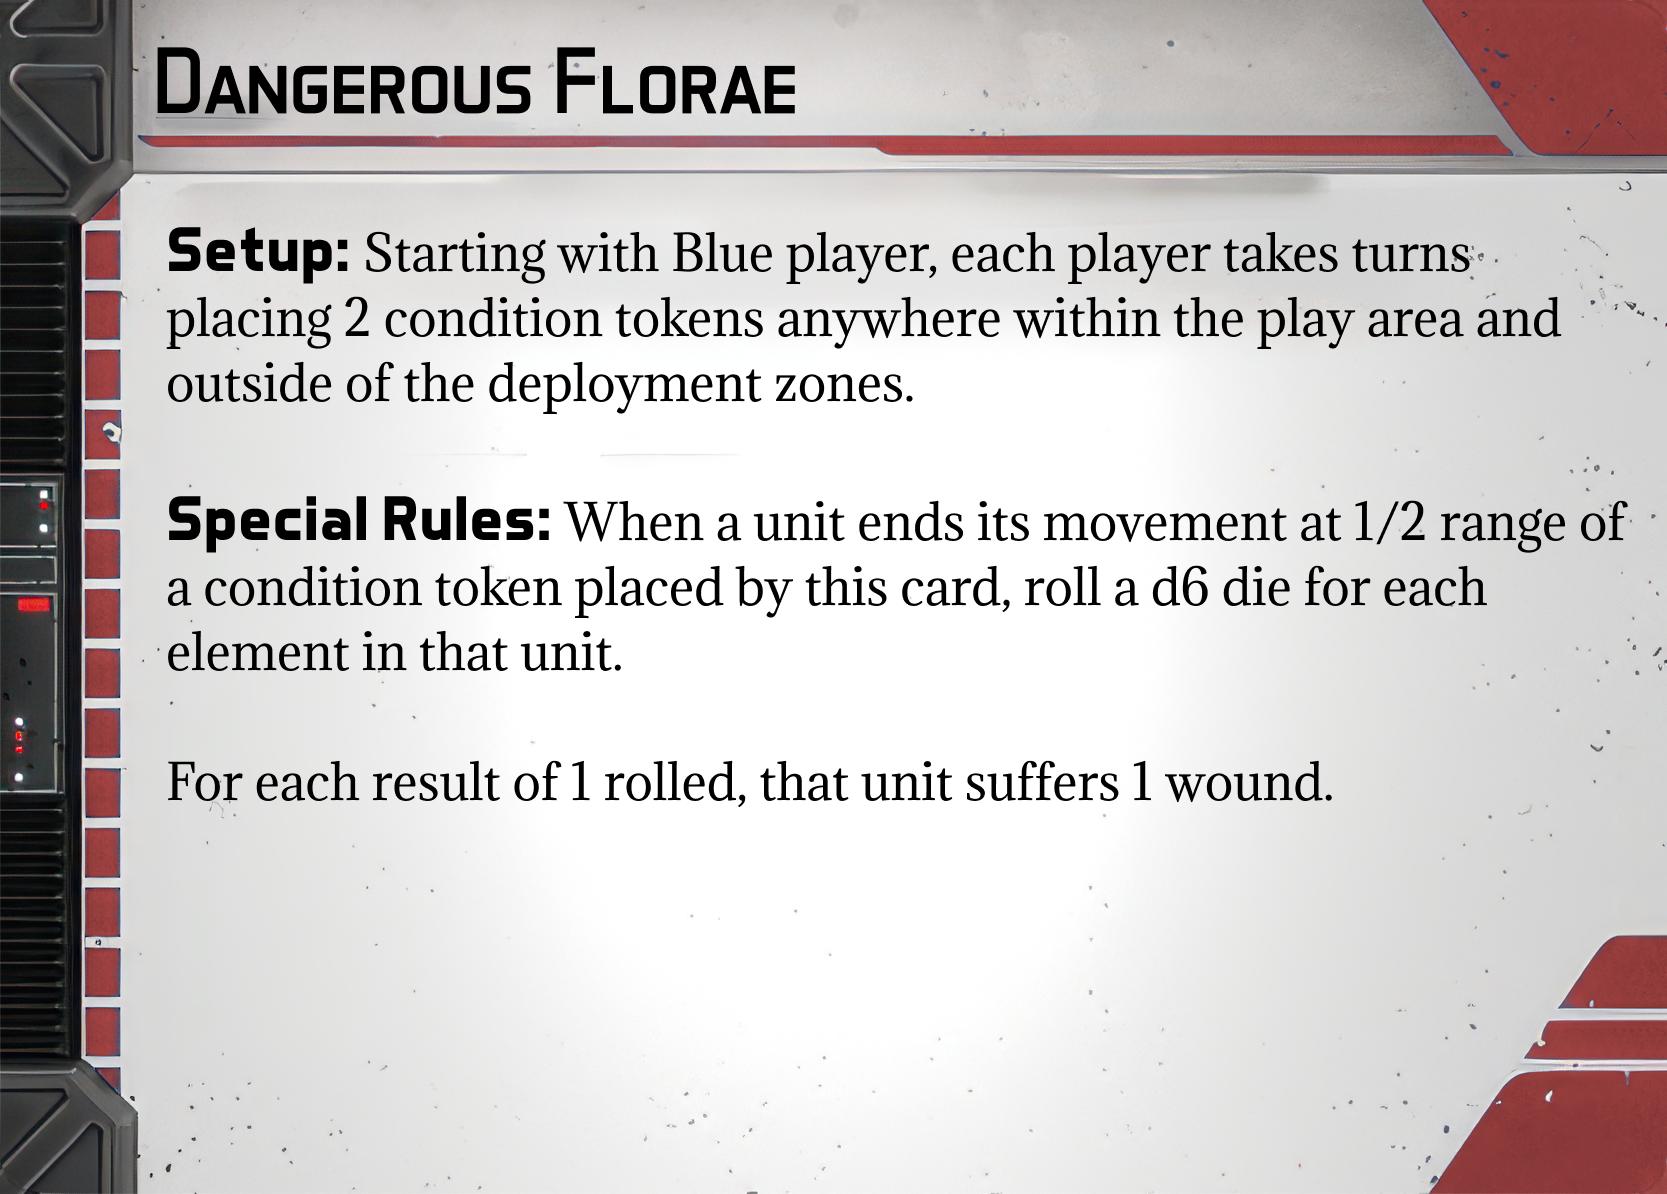 Dangerous Florae
Setup: Starting with Blue player, each player takes turns
placing 2 condition tokens anywhere within the play area and
outside of the deployment zones.
Special Rules: When a unit ends its movement at 1/2 range of
a condition token placed by this card, roll a d6 die for each
element in that unit.
For each result of 1 rolled, that unit suffers 1 wound.